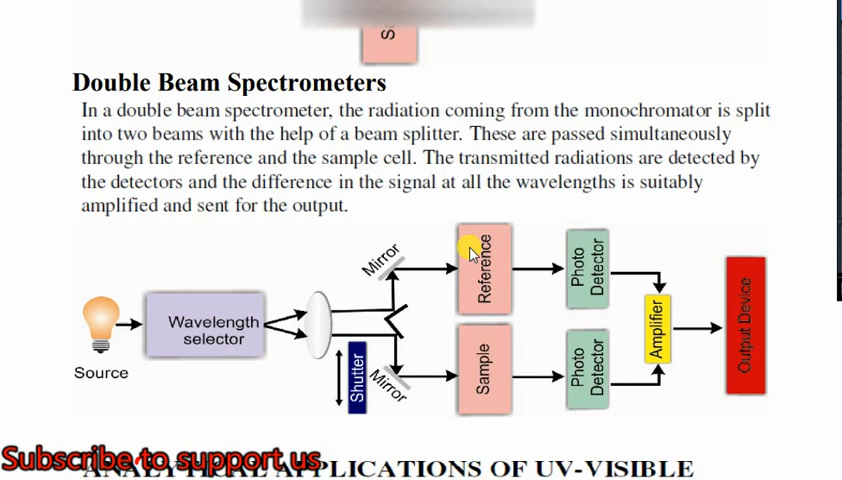 S
Double Beam Spectrometers
In a double beam spectrometer, the radiation coming from the monochromator is split
into two beams with the help of a beam splitter. These are passed simultaneously
through the reference and the sample cell. The transmitted radiations are detected by
the detectors and the difference in the signal at all the wavelengths is suitably
amplified and sent for the output.
Source
Wavelength
selector
Mirror
Shutter
Mirror
Reference
Sample
Photo
Detector
Photo
Detector
Amplifier
Output Device
Subscribe to support us
ANALYTICAL APPLICATIONS OF UV-VISIBLE